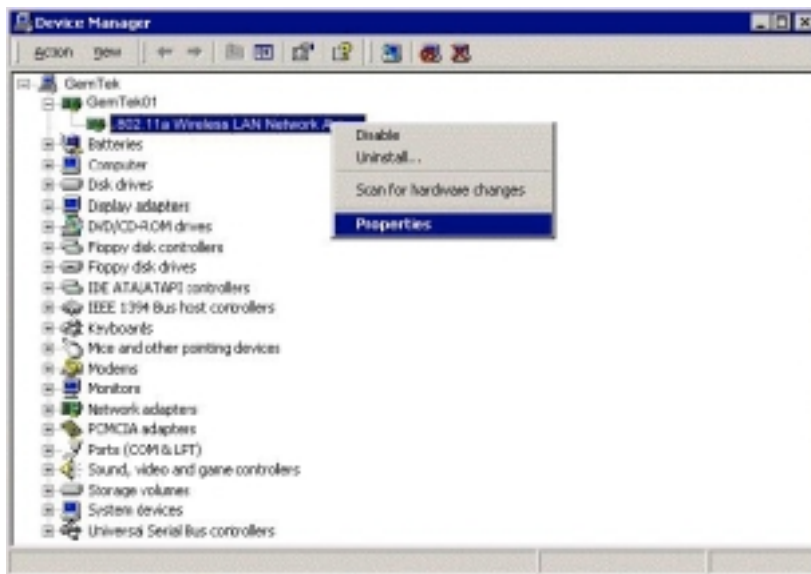 Device Manager
Action View
GemTek
GemTek01
802.11a Wireless LAN Network
Disable
Uninstall...
Scan for hardware changes
Properties
Batteries
Computer
Disk drives
Display adapters
DVD/CD-ROM drives
Floppy disk controllers
Floppy disk drives
IDE ATA/ATAPI controllers
IEEE 1394 Bus host controllers
Keyboards
Mice and other pointing devices
Modems
Monitors
Network adapters
PCMCIA adapters
Ports (COM & LPT)
Sound, video and game controllers
Storage volumes
System devices
Universal Serial Bus controllers